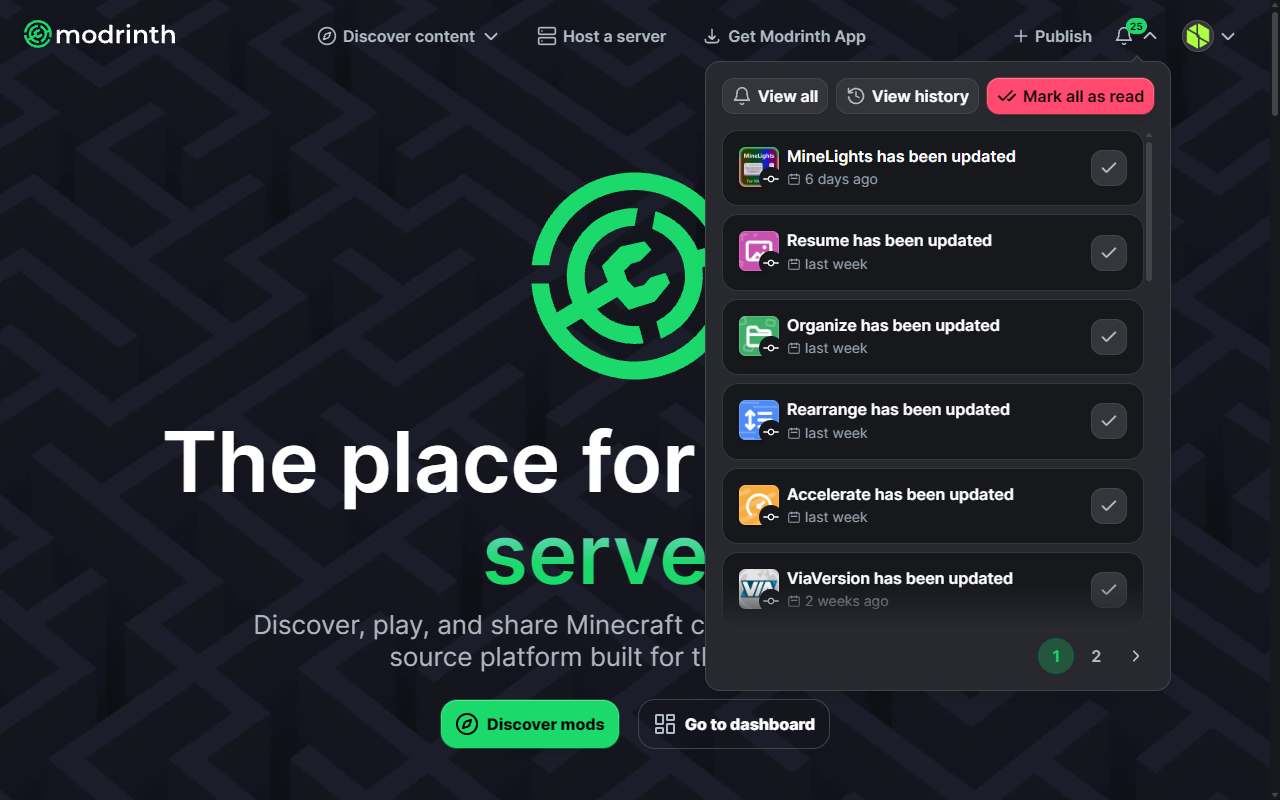 modrinth
Discover content
Host a server
Get Modrinth App
Publish
25
View all
View history
Mark all as read
MineLights
MineLights has been updated
6 days ago
Resume has been updated
last week
Organize has been updated
last week
Rearrange has been updated
last week
Accelerate has been updated
last week
VIA
ViaVersion has been updated
2 weeks ago
1
2
The place for
serve
Discover, play, and share Minecraft c
source platform built for t
Discover mods
Go to dashboard